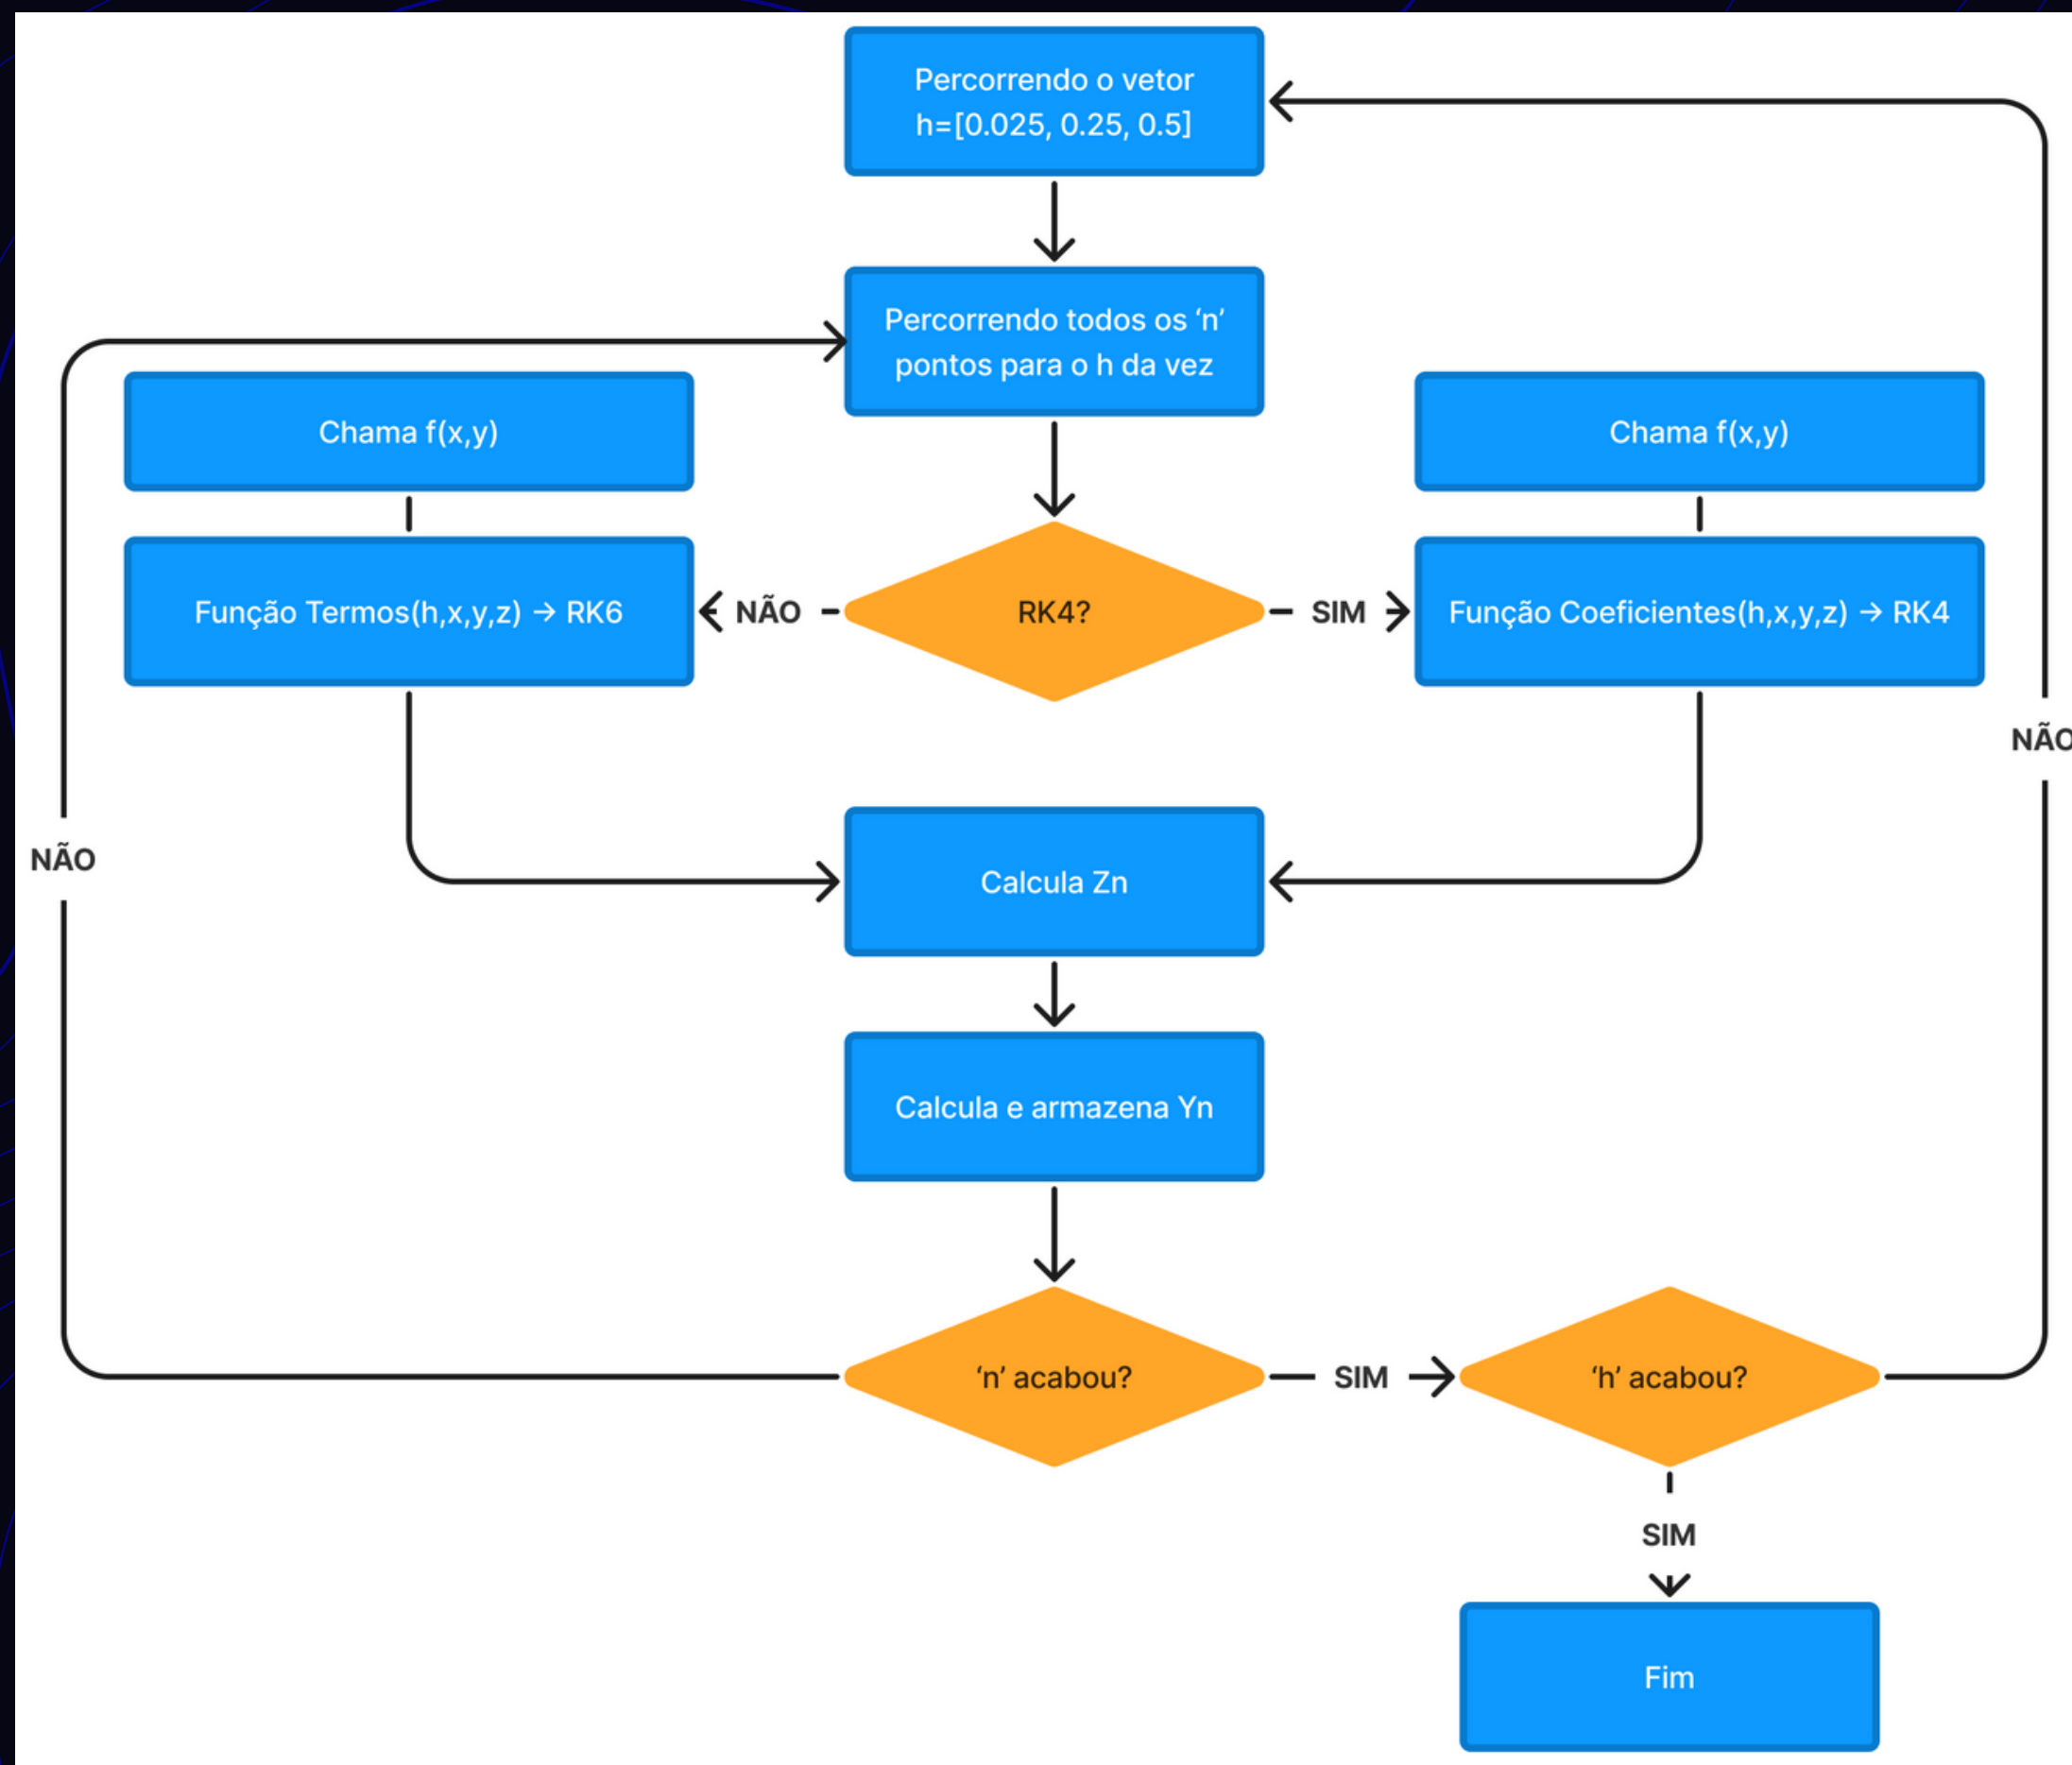 Percorrendo o vetor
h=[0.025, 0.25, 0.5]
Percorrendo todos os ‘n’
pontos para o h da vez
Chama f(x,y)
Chama f(x,y)
Função Termos(h,x,y,z) → RK6
NÃO
RK4?
SIM
Função Coeficientes(h,x,y,z) → RK4
NÃO
NÃO
Calcula Zn
Calcula e armazena Yn
‘n’ acabou?
SIM
‘h’ acabou?
SIM
Fim